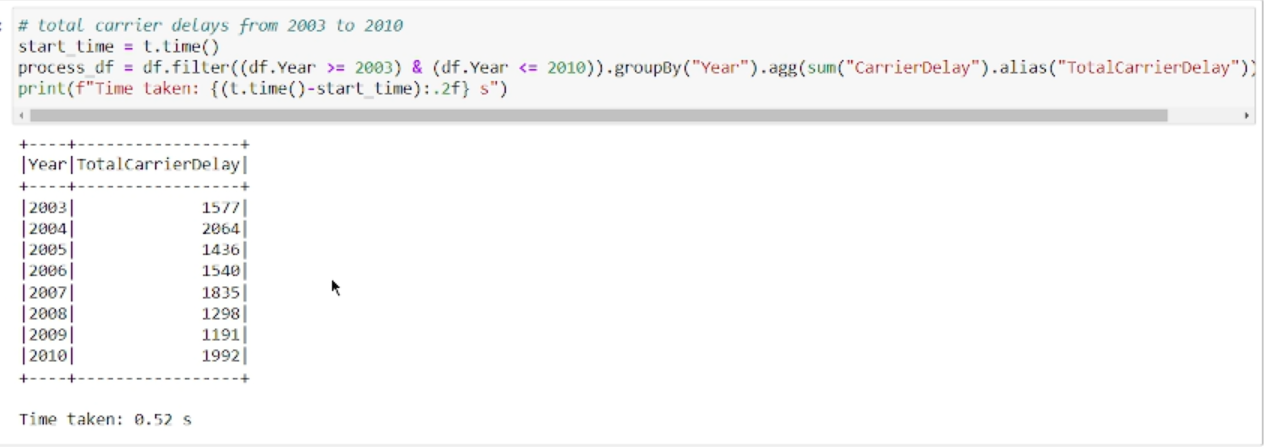 # total carrier delays from 2003 to 2010
start_time = t.time()
process_df = df.filter((df.Year >= 2003) & (df.Year <= 2010)).groupBy("Year").agg(sum("CarrierDelay").alias("TotalCarrierDelay"))
print(f"Time taken: {(t.time()-start_time):.2f} s")
+----+-----------------+
|Year|TotalCarrierDelay|
+----+-----------------+
|2003|             1577|
|2004|             2064|
|2005|             1436|
|2006|             1540|
|2007|             1835|
|2008|             1298|
|2009|             1191|
|2010|             1992|
+----+-----------------+
Time taken: 0.52 s